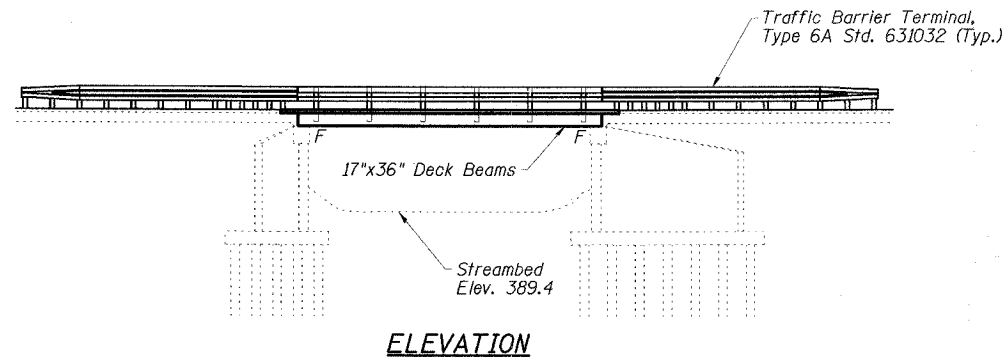 Traffic Barrier Terminal,
Type 6A Std. 631032 (Typ.)
F
F
17"x36" Deck Beams
Streambed
Elev. 389.4
ELEVATION